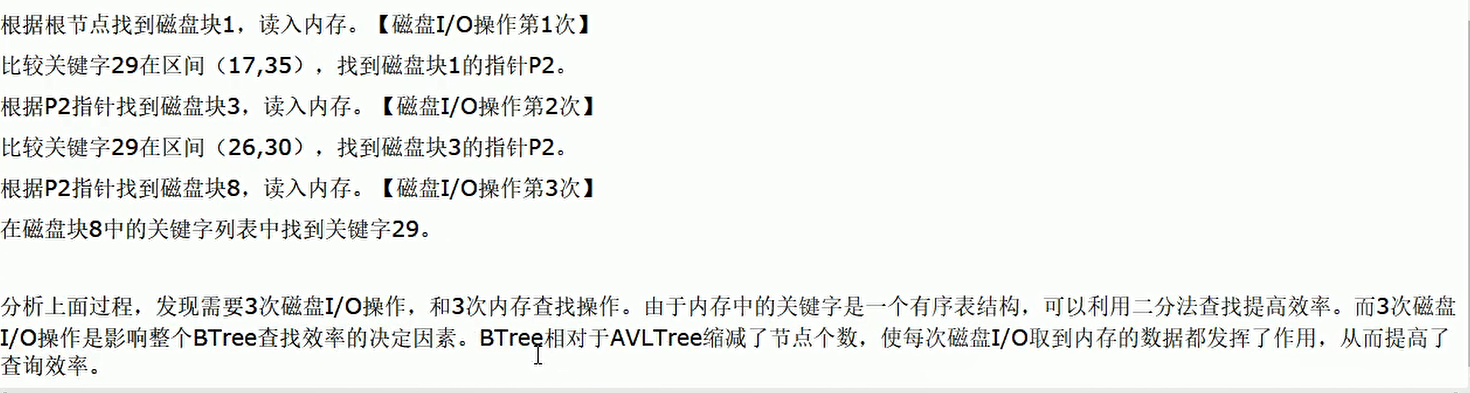 根据根节点找到磁盘块1，读入内存。【磁盘I/O操作第1次】
比较关键字29在区间（17,35），找到磁盘块1的指针P2。
根据P2指针找到磁盘块3，读入内存。【磁盘I/O操作第2次】
比较关键字29在区间（26,30），找到磁盘块3的指针P2。
根据P2指针找到磁盘块8，读入内存。【磁盘I/O操作第3次】
在磁盘块8中的关键字列表中找到关键字29。
分析上面过程，发现需要3次磁盘I/O操作，和3次内存查找操作。由于内存中的关键字是一个有序表结构，可以利用二分法查找提高效率。而3次磁盘
I/O操作是影响整个BTree查找效率的决定因素。BTree相对于AVLTree缩减了节点个数，使每次磁盘I/O取到内存的数据都发挥了作用，从而提高了
查询效率。